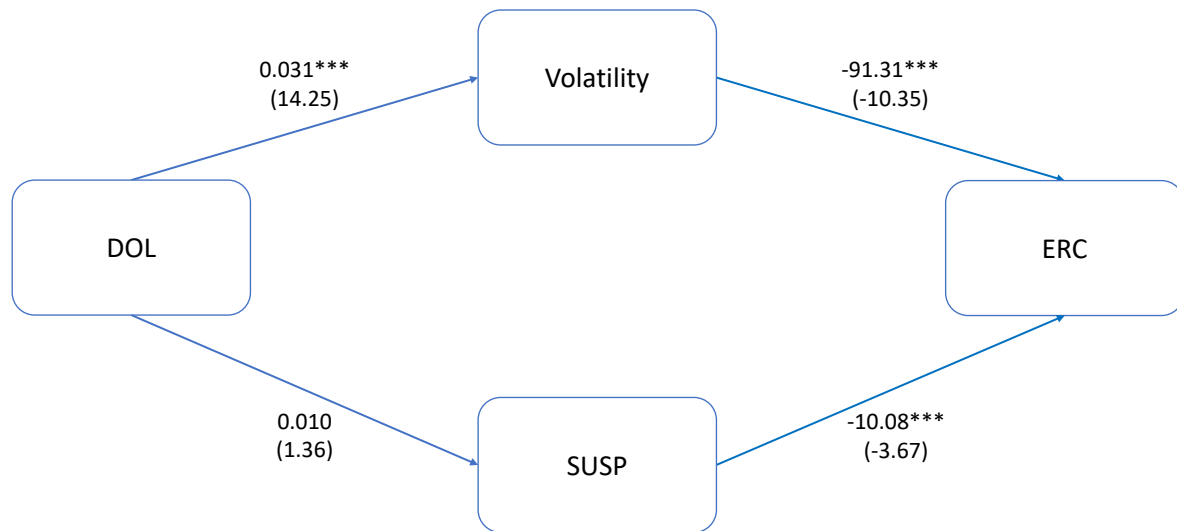 Volatility
0.031***
(14.25)
-91.31***
(-10.35)
DOL
ERC
0.010
(1.36)
-10.08***
(-3.67)
SUSP